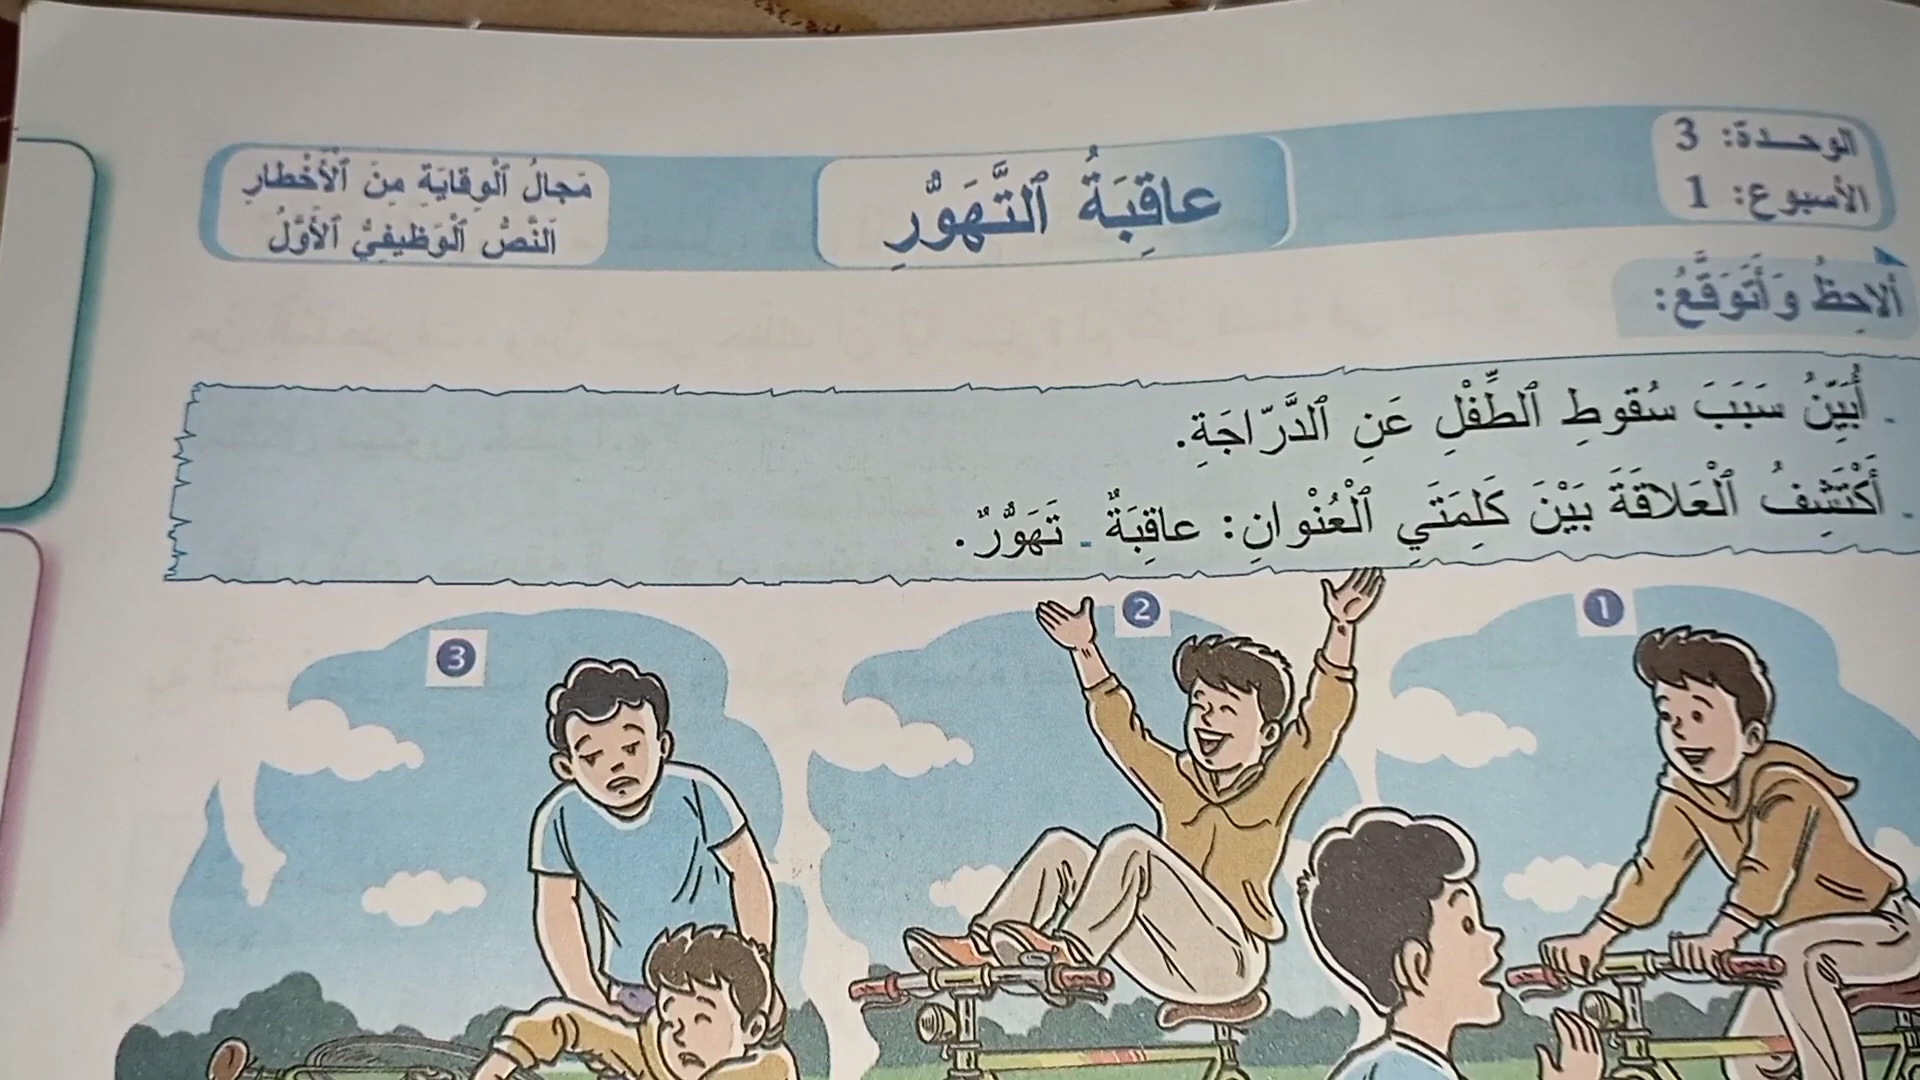 الوحدة: 3
الأسبوع: 1
عاقِبَةُ ٱلتَّهَوُّرِ
مَجالُ ٱلْوِقايَةِ مِنَ ٱلْأَخْطارِ
اَلنَّصُّ ٱلْوَظيفِيُّ ٱلْأَوَّلُ
أُلاحِظُ وَأَتَوَقَّعُ:
- أُبَيِّنُ سَبَبَ سُقوطِ ٱلطِّفْلِ عَنِ ٱلدَّرّاجَةِ.
- أَكْتَشِفُ ٱلْعَلاقَةَ بَيْنَ كَلِمَتَيِ ٱلْعُنْوانِ: عاقِبَةٌ - تَهَوُّرٌ.
1
2
3